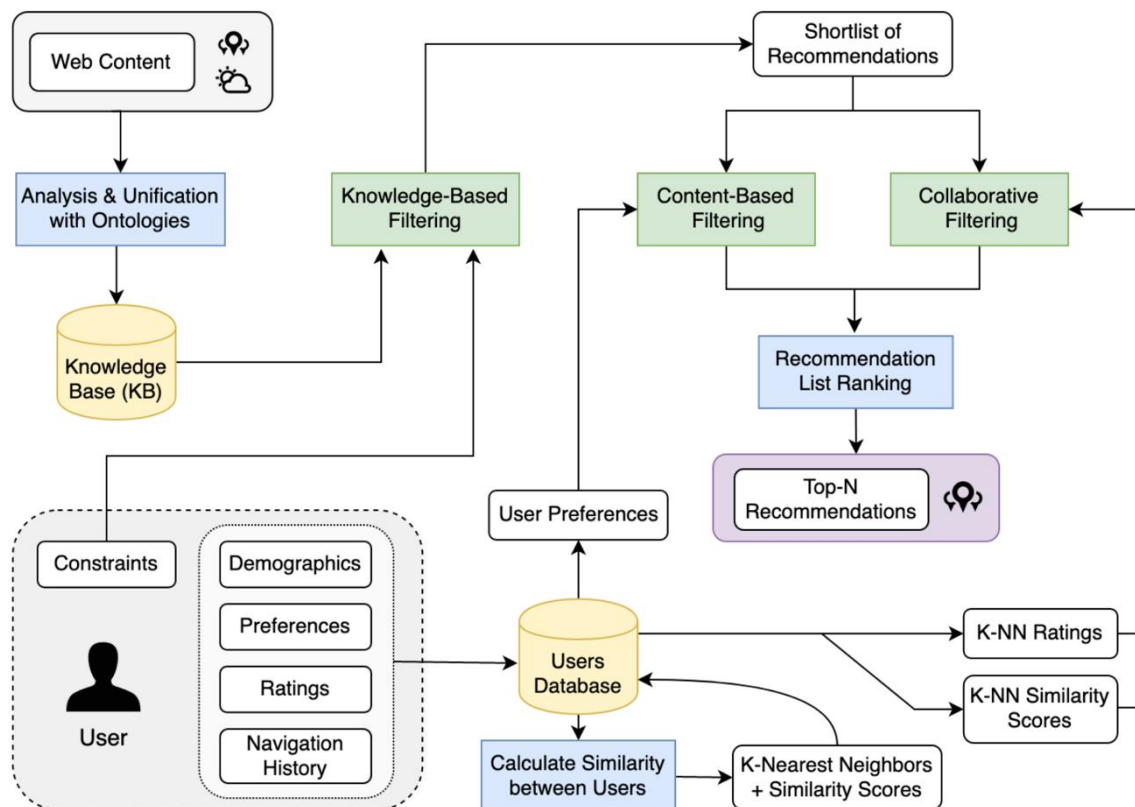 Web Content
Shortlist of
Recommendations
Analysis & Unification
with Ontologies
Knowledge-Based
Filtering
Content-Based
Filtering
Collaborative
Filtering
Knowledge
Base (KB)
Recommendation
List Ranking
Top-N
Recommendations
User Preferences
Constraints
Demographics
Preferences
Ratings
Navigation
History
User
Users
Database
K-NN Ratings
K-NN Similarity
Scores
Calculate Similarity
between Users
K-Nearest Neighbors
+ Similarity Scores